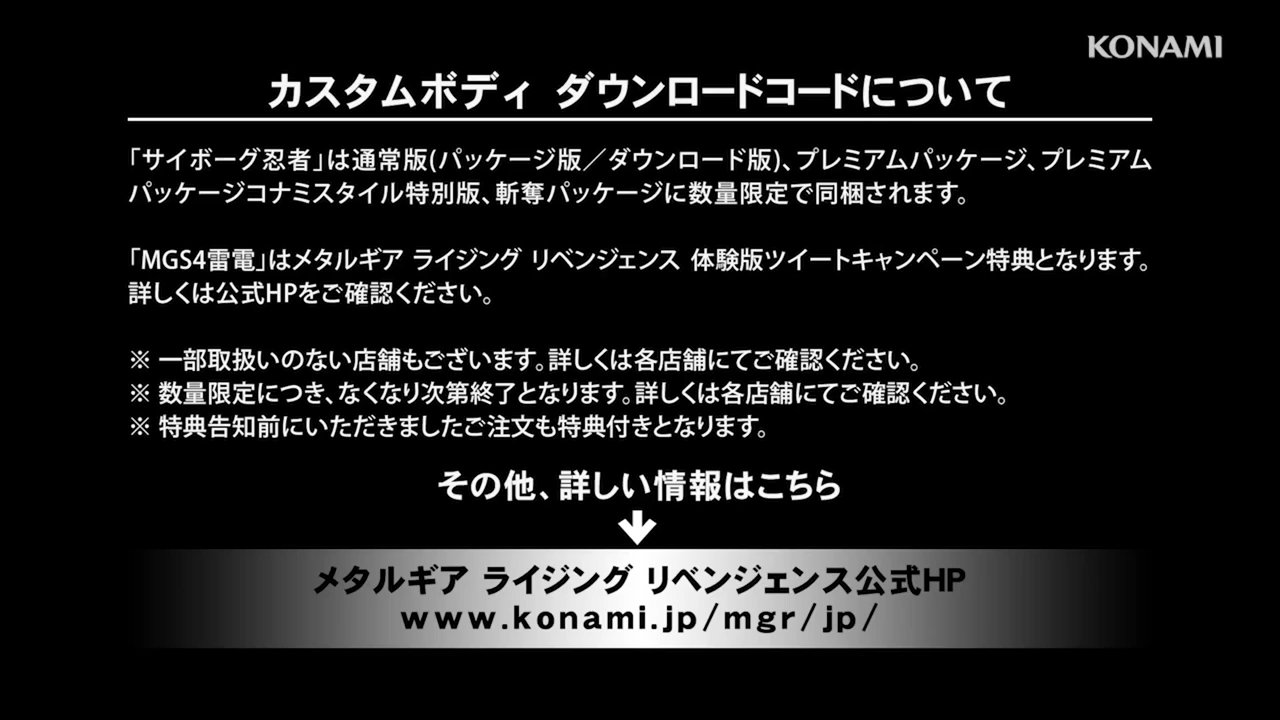 KONAMI
カスタムボディ ダウンロードコードについて
「サイボーグ忍者」は通常版(パッケージ版／ダウンロード版)、プレミアムパッケージ、プレミアム
パッケージコナミスタイル特別版、斬奪パッケージに数量限定で同梱されます。
「MGS4雷電」はメタルギア ライジング リベンジェンス 体験版ツイートキャンペーン特典となります。
詳しくは公式HPをご確認ください。
※ 一部取扱いのない店舗もございます。詳しくは各店舗にてご確認ください。
※ 数量限定につき、なくなり次第終了となります。詳しくは各店舗にてご確認ください。
※ 特典告知前にいただきましたご注文も特典付きとなります。
その他、詳しい情報はこちら
メタルギア ライジング リベンジェンス公式HP
www.konami.jp/mgr/jp/